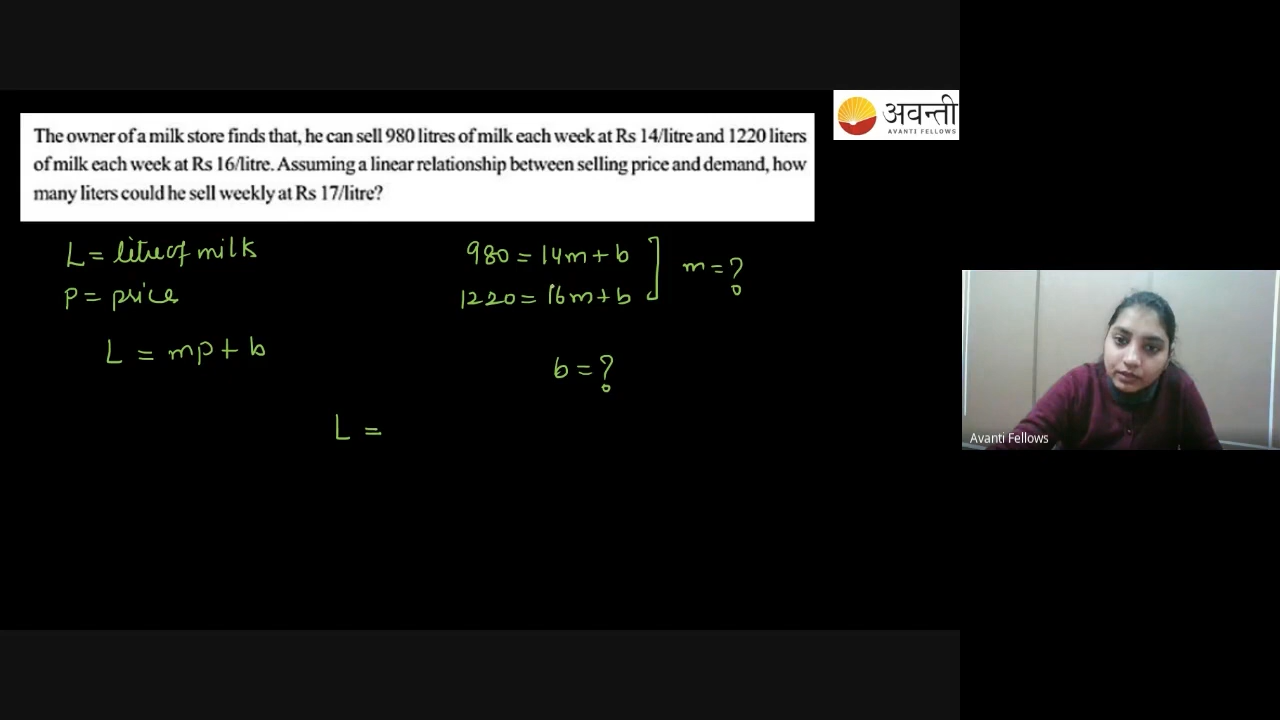 अवन्ती
AVANTI FELLOWS
The owner of a milk store finds that, he can sell 980 litres of milk each week at Rs 14/litre and 1220 liters
of milk each week at Rs 16/litre. Assuming a linear relationship between selling price and demand, how
many liters could he sell weekly at Rs 17/litre?
L = litre of milk
P = price
L = mp + b
980 = 14m + b
1220 = 16m + b
m = ?
b = ?
L =
Avanti Fellows